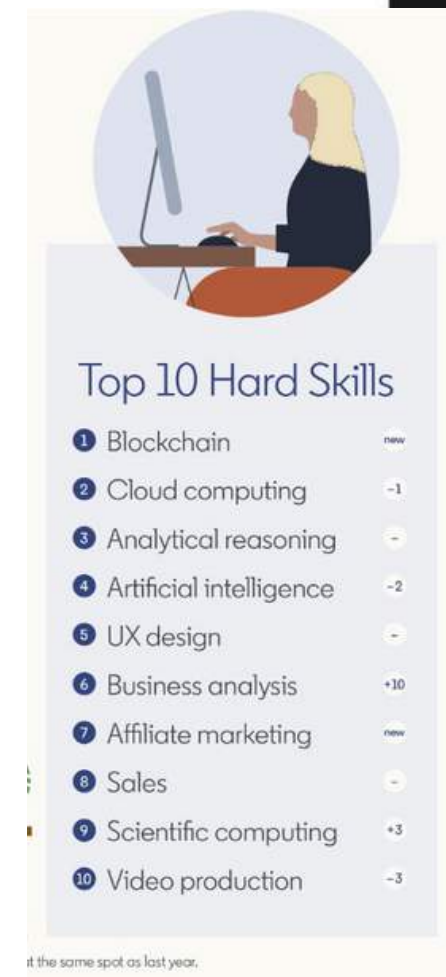 Top 10 Hard Skills
1 Blockchain new
2 Cloud computing -1
3 Analytical reasoning -
4 Artificial intelligence -2
5 UX design -
6 Business analysis +10
7 Affiliate marketing new
8 Sales -
9 Scientific computing +3
10 Video production -3
the same spot as last year.